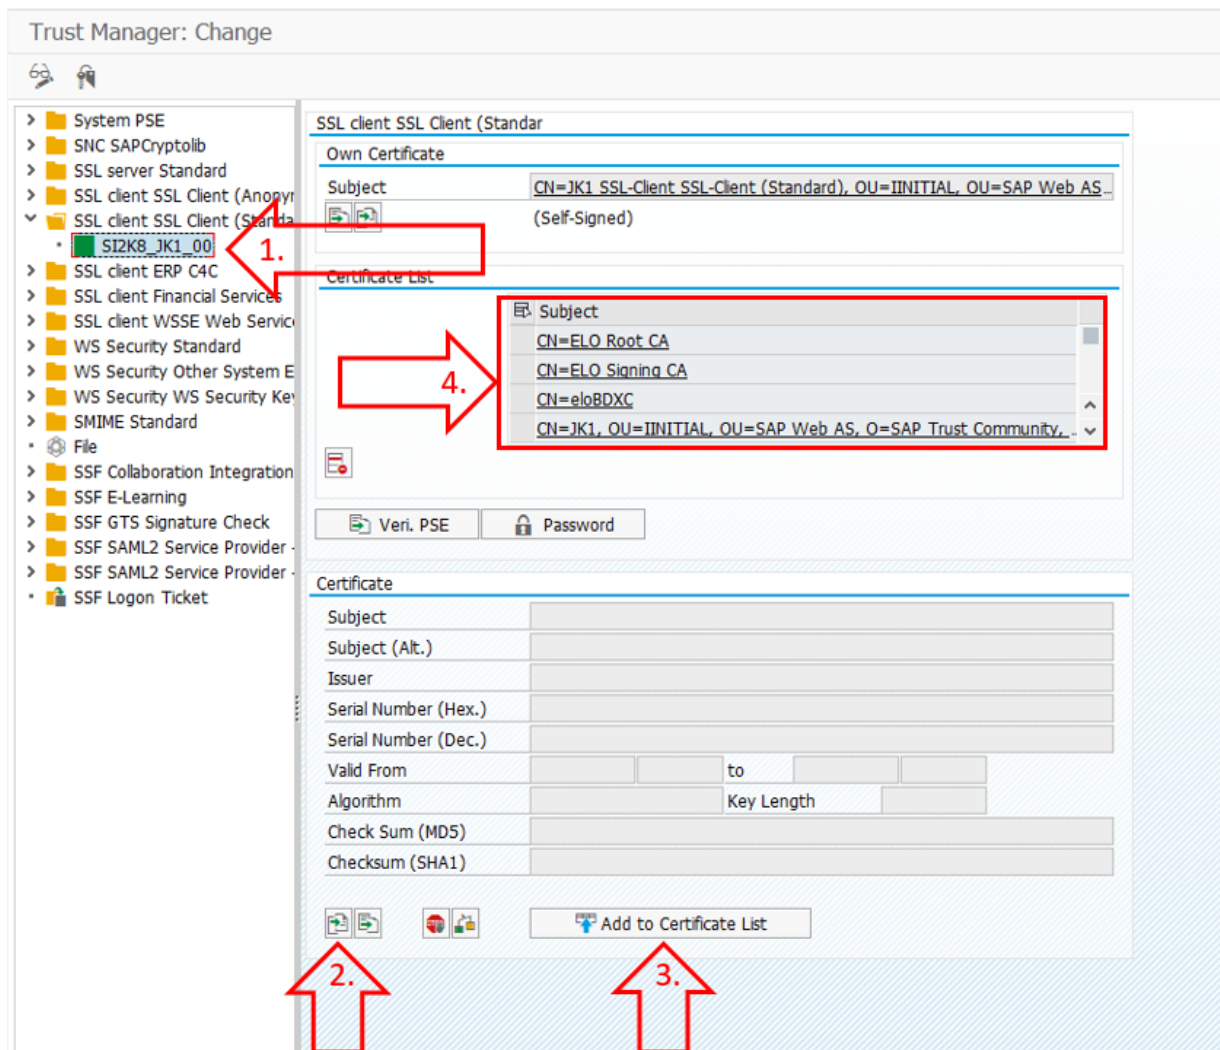 Trust Manager: Change
System PSE
SNC SAPCryptolib
SSL server Standard
SSL client SSL Client (Anonyr
SSL client SSL Client (Standa
SI2K8_JK1_00
SSL client ERP C4C
SSL client Financial Services
SSL client WSSE Web Servic
WS Security Standard
WS Security Other System E
WS Security WS Security Key
SMIME Standard
File
SSF Collaboration Integration
SSF E-Learning
SSF GTS Signature Check
SSF SAML2 Service Provider -
SSF SAML2 Service Provider -
SSF Logon Ticket
1.
SSL client SSL Client (Standar
Own Certificate
Subject CN=JK1 SSL-Client SSL-Client (Standard), OU=IINITIAL, OU=SAP Web AS...
(Self-Signed)
Certificate List
Subject
CN=ELO Root CA
CN=ELO Signing CA
CN=eloBDXC
CN=JK1, OU=IINITIAL, OU=SAP Web AS, O=SAP Trust Community, ...
4.
Veri. PSE Password
Certificate
Subject
Subject (Alt.)
Issuer
Serial Number (Hex.)
Serial Number (Dec.)
Valid From to
Algorithm Key Length
Check Sum (MD5)
Checksum (SHA1)
Add to Certificate List
2. 3.